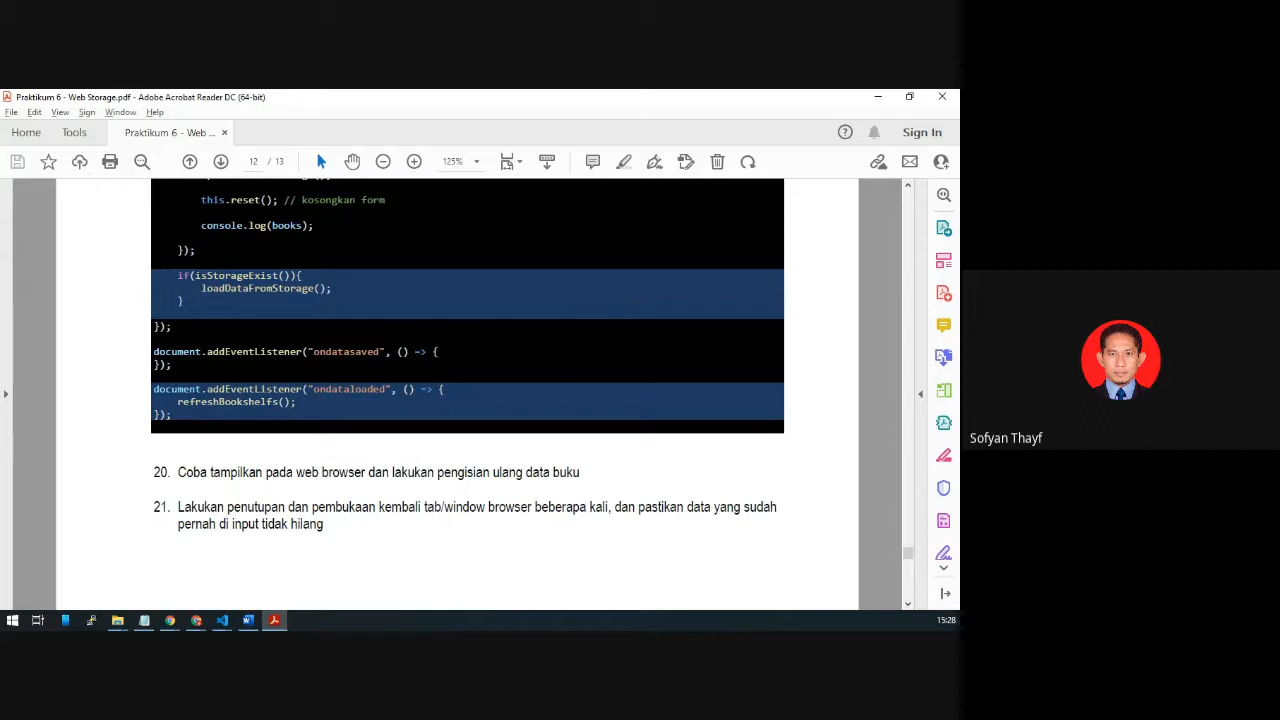 Praktikum 6 - Web Storage.pdf - Adobe Acrobat Reader DC (64-bit)
File Edit View Sign Window Help
Home Tools Praktikum 6 - Web ... × Sign In
12 / 13 125%
this.reset(); // kosongkan form
console.log(books);
});
if(isStorageExist()){
loadDataFromStorage();
}
});
document.addEventListener("ondatasaved", () => {
});
document.addEventListener("ondataloaded", () => {
refreshBookshelfs();
});
20. Coba tampilkan pada web browser dan lakukan pengisian ulang data buku
21. Lakukan penutupan dan pembukaan kembali tab/window browser beberapa kali, dan pastikan data yang sudah
pernah di input tidak hilang
15:28
Sofyan Thayf